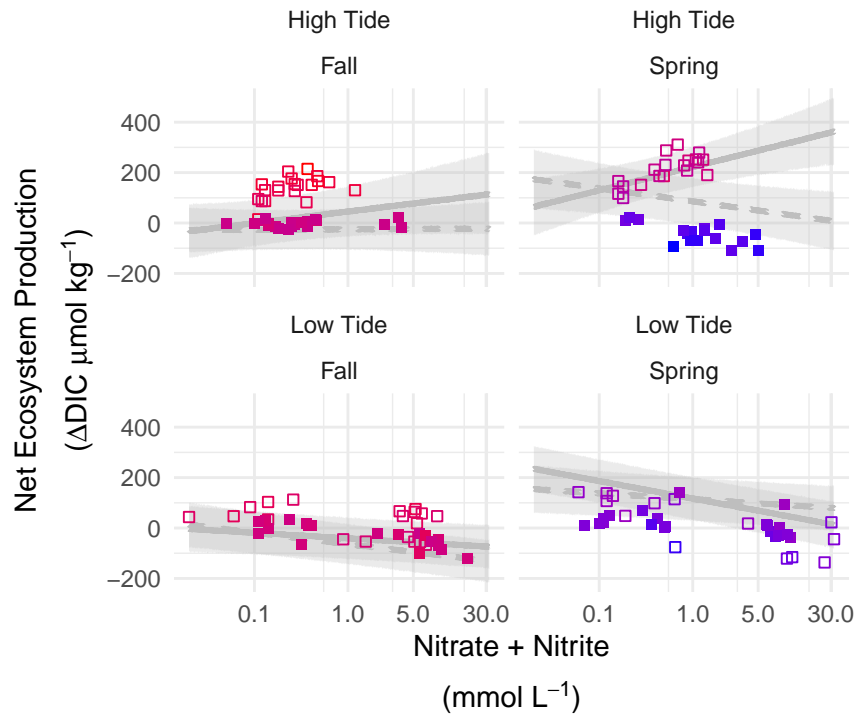 High Tide
High Tide
Fall
Spring
400
200
0
−200
Low Tide
Low Tide
Fall
Spring
400
200
0
−200
0.1
1.0
5.0
30.0
0.1
1.0
5.0
30.0
Net Ecosystem Production
(ΔDIC μmol kg⁻¹)
Nitrate + Nitrite
(mmol L⁻¹)